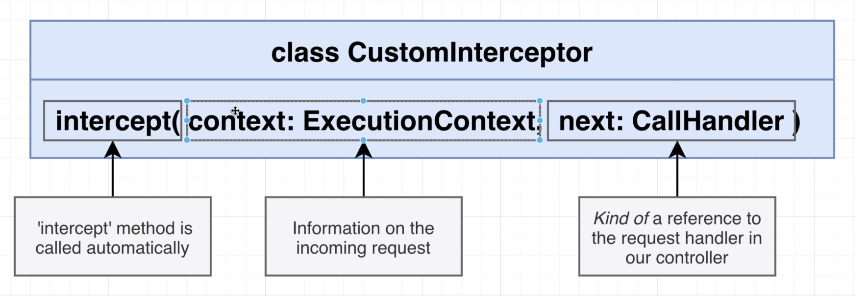 class CustomInterceptor
intercept( context: ExecutionContext, next: CallHandler )
'intercept' method is
called automatically
Information on the
incoming request
Kind of a reference to
the request handler in
our controller